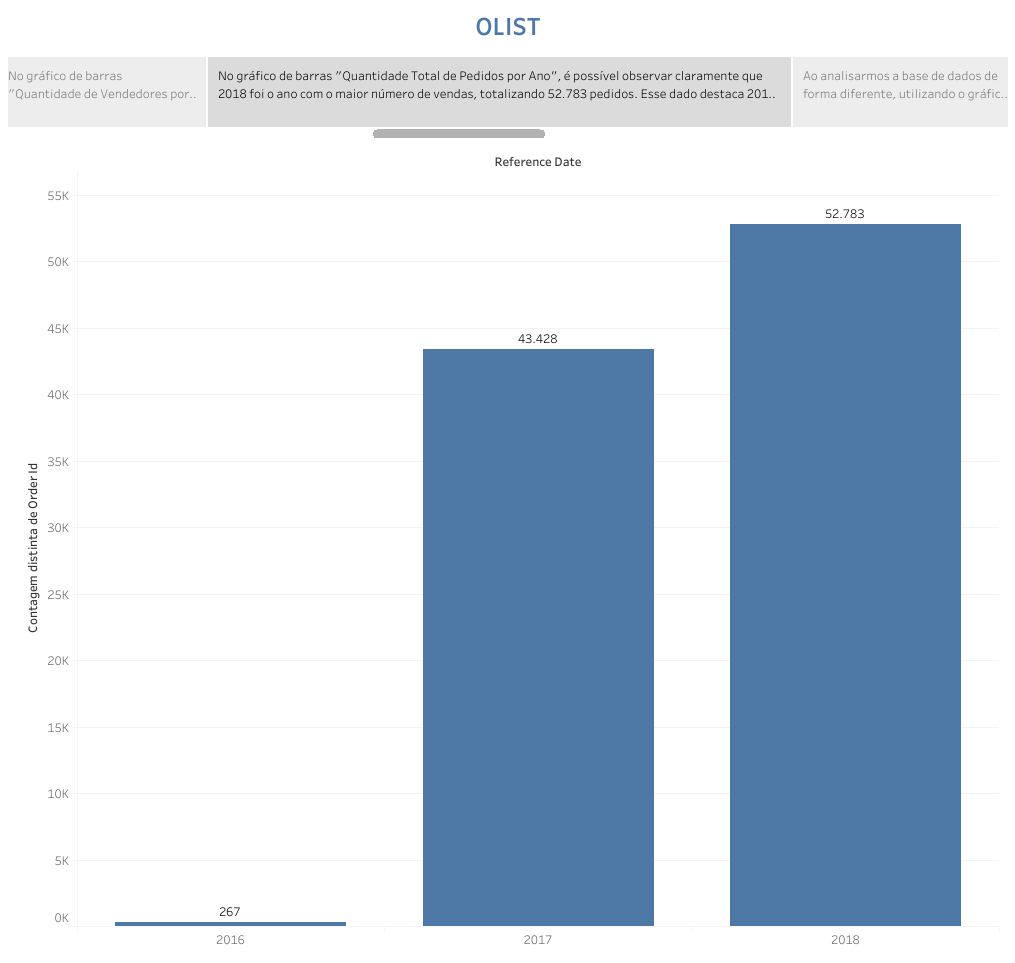 OLIST
No gráfico de barras
"Quantidade de Vendedores por..
No gráfico de barras "Quantidade Total de Pedidos por Ano", é possível observar claramente que
2018 foi o ano com o maior número de vendas, totalizando 52.783 pedidos. Esse dado destaca 201..
Ao analisarmos a base de dados de
forma diferente, utilizando o gráfic..
Reference Date
Contagem distinta de Order Id
55K
50K
45K
40K
35K
30K
25K
20K
15K
10K
5K
0K
267
43.428
52.783
2016
2017
2018